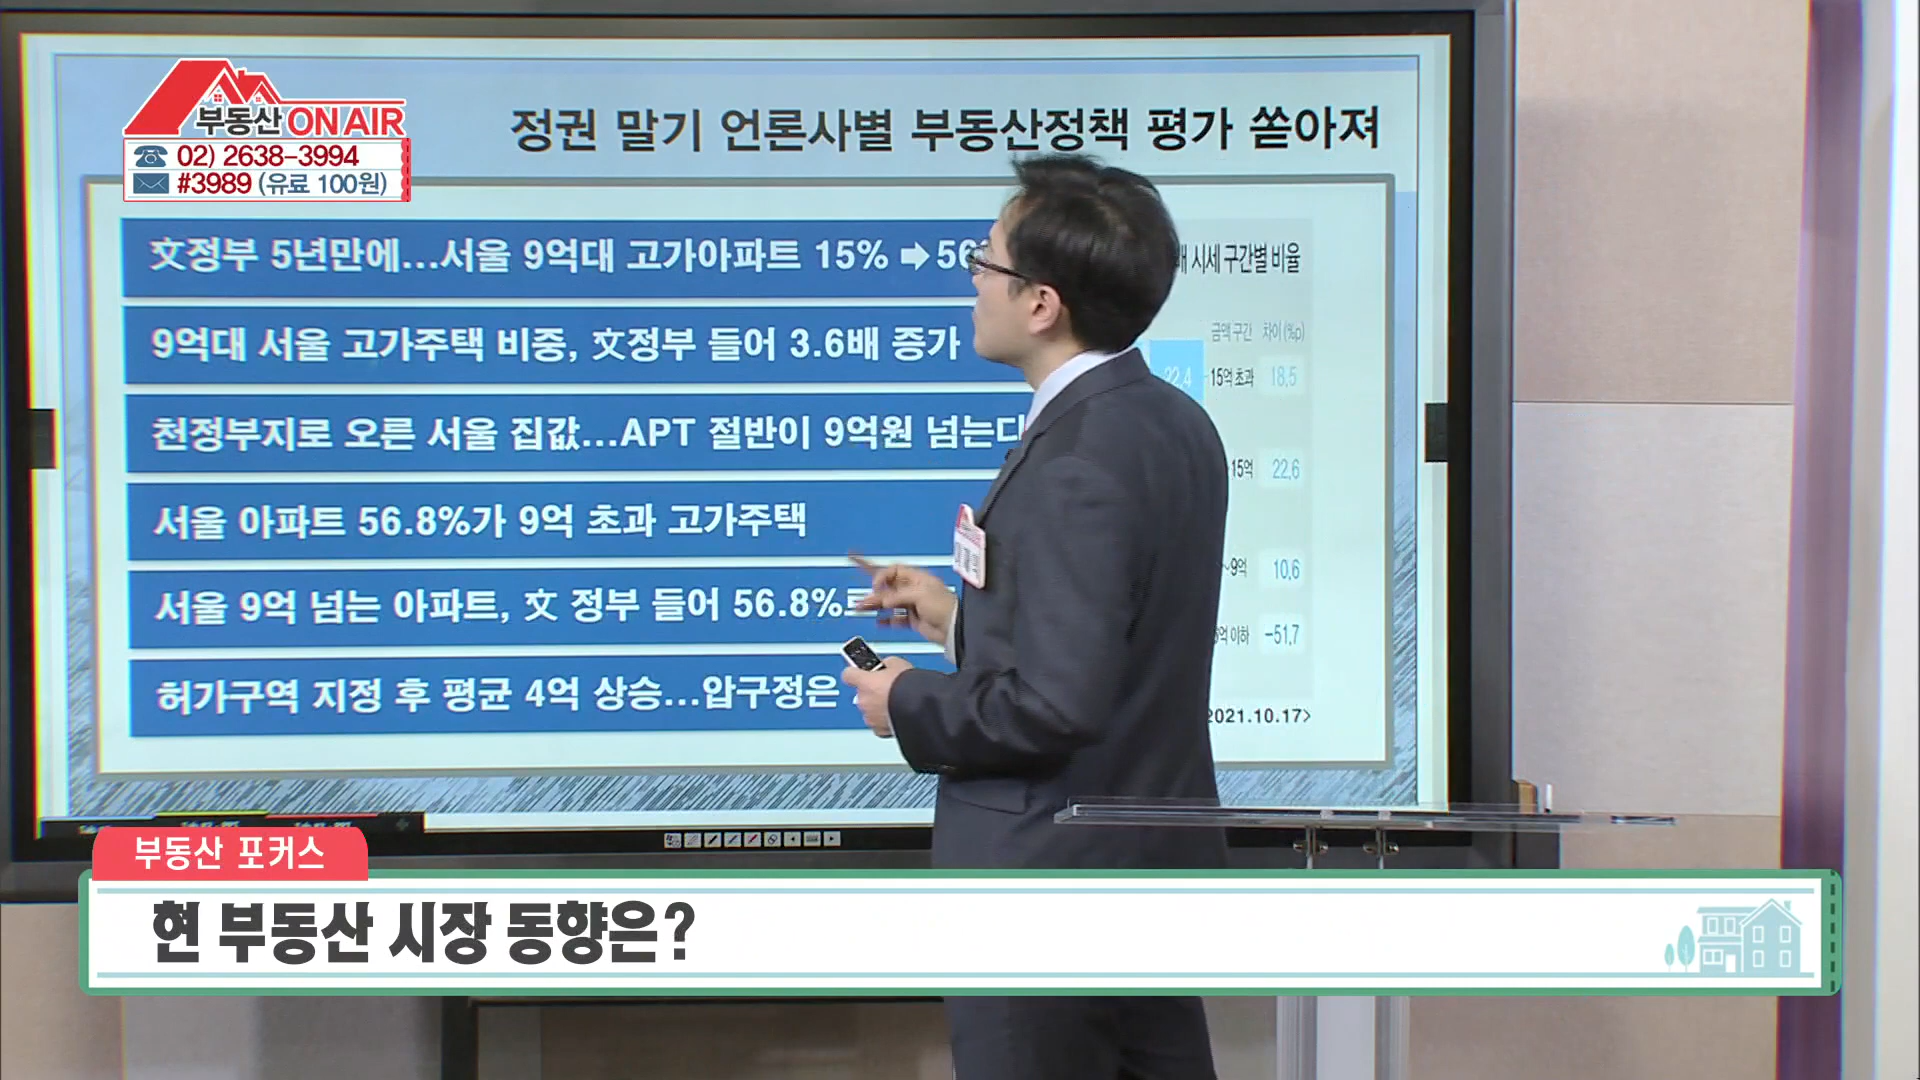 부동산 ON AIR
02) 2638-3994
#3989 (유료 100원)
정권 말기 언론사별 부동산정책 평가 쏟아져
文정부 5년만에...서울 9억대 고가아파트 15% ➡
9억대 서울 고가주택 비중, 文정부 들어 3.6배 증가
천정부지로 오른 서울 집값...APT 절반이 9억원 넘는다
서울 아파트 56.8%가 9억 초과 고가주택
서울 9억 넘는 아파트, 文 정부 들어 56.8%로
허가구역 지정 후 평균 4억 상승...압구정은
시세 구간별 비율
금액 구간 차이 (%p)
22.4 15억 초과 18.5
15억 22.6
~9억 10.6
이하 -51.7
2021.10.17>
부동산 포커스
현 부동산 시장 동향은?